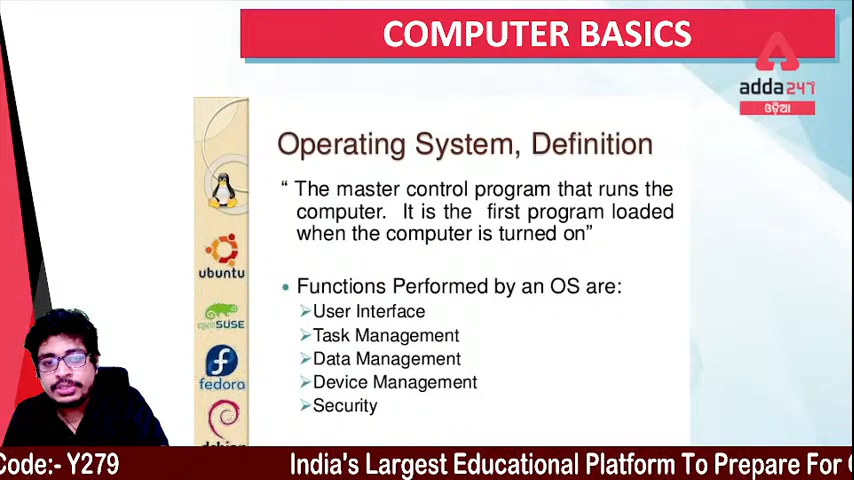 COMPUTER BASICS
adda247
ଓଡ଼ିଆ
Operating System, Definition
“ The master control program that runs the
computer. It is the first program loaded
when the computer is turned on”
ubuntu
openSUSE
fedora
debian
• Functions Performed by an OS are:
➢User Interface
➢Task Management
➢Data Management
➢Device Management
➢Security
Code:- Y279
India's Largest Educational Platform To Prepare For